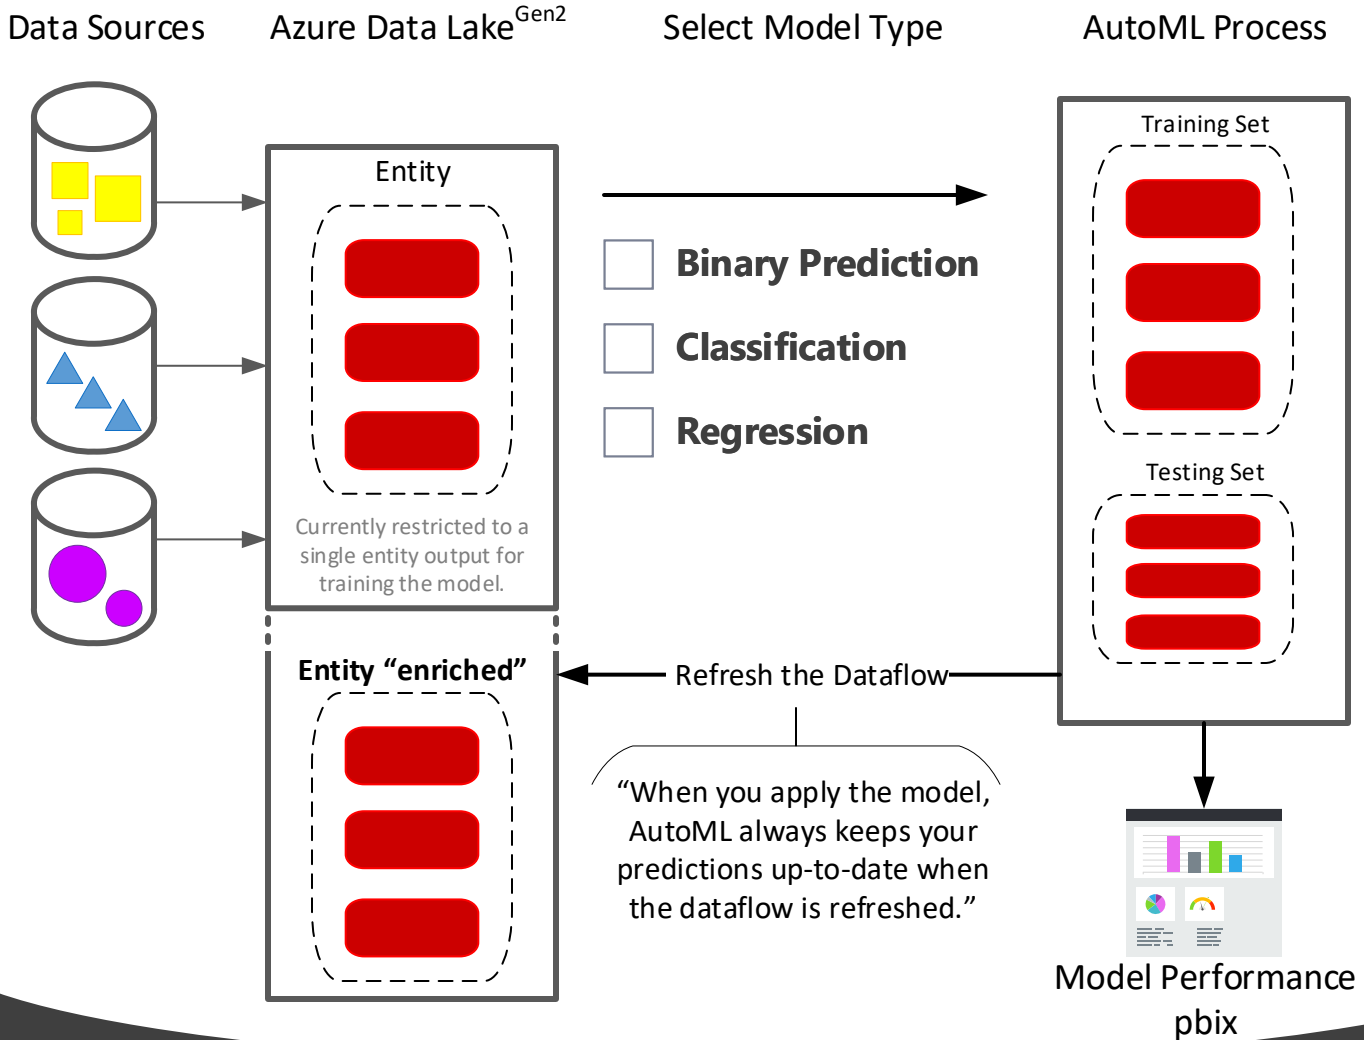 Data Sources
Azure Data Lake Gen2
Select Model Type
AutoML Process
Entity
Currently restricted to a
single entity output for
training the model.
Binary Prediction
Classification
Regression
Training Set
Testing Set
Entity “enriched”
Refresh the Dataflow
“When you apply the model,
AutoML always keeps your
predictions up-to-date when
the dataflow is refreshed.”
Model Performance
pbix